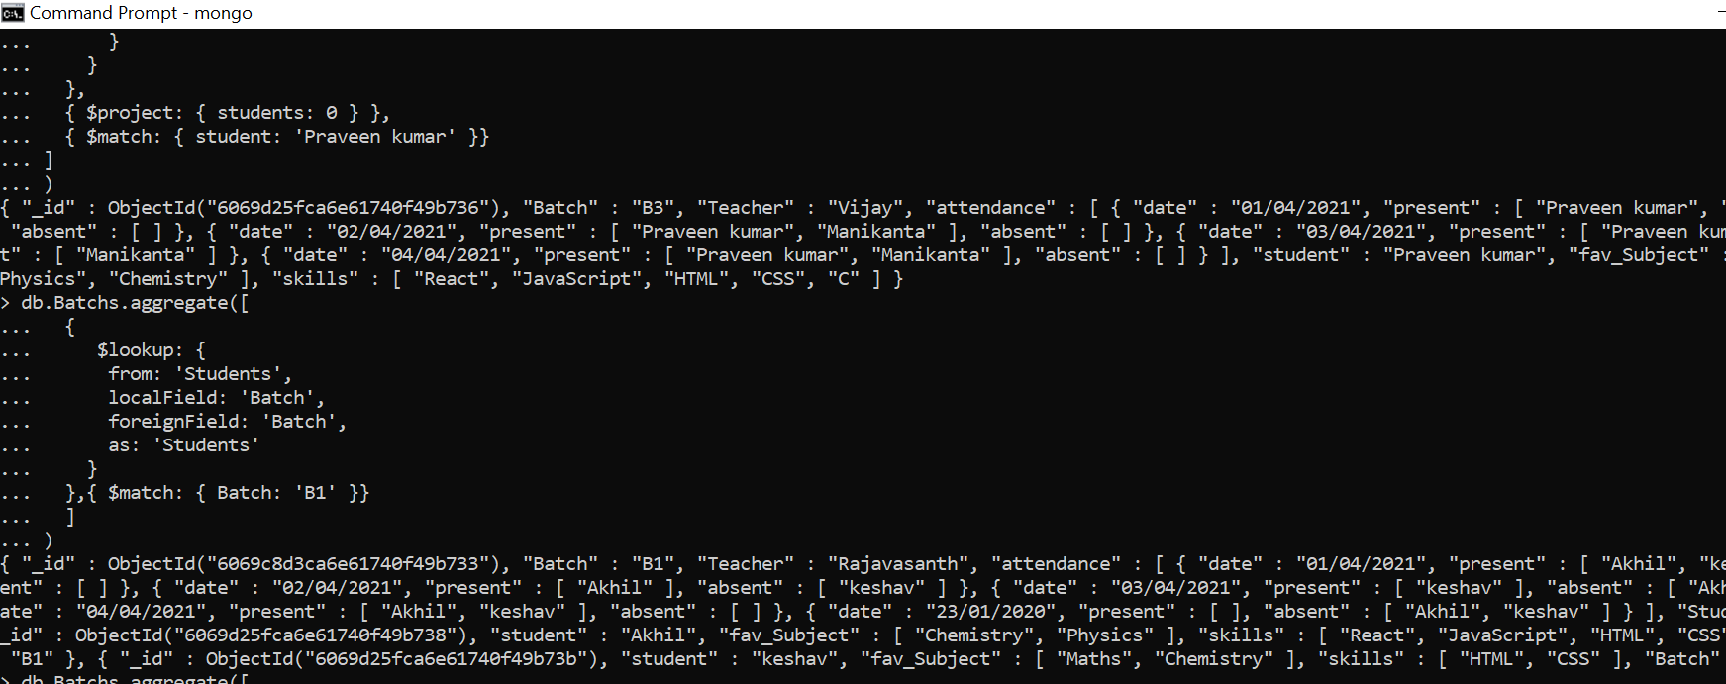 Command Prompt - mongo
... }
... }
... },
... { $project: { students: 0 } },
... { $match: { student: 'Praveen kumar' }}
... ]
... )
{ "_id" : ObjectId("6069d25fca6e61740f49b736"), "Batch" : "B3", "Teacher" : "Vijay", "attendance" : [ { "date" : "01/04/2021", "present" : [ "Praveen kumar", "
"absent" : [ ] }, { "date" : "02/04/2021", "present" : [ "Praveen kumar", "Manikanta" ], "absent" : [ ] }, { "date" : "03/04/2021", "present" : [ "Praveen kum
t" : [ "Manikanta" ] }, { "date" : "04/04/2021", "present" : [ "Praveen kumar", "Manikanta" ], "absent" : [ ] } ], "student" : "Praveen kumar", "fav_Subject" :
Physics", "Chemistry" ], "skills" : [ "React", "JavaScript", "HTML", "CSS", "C" ] }
> db.Batchs.aggregate([
... {
... $lookup: {
... from: 'Students',
... localField: 'Batch',
... foreignField: 'Batch',
... as: 'Students'
... }
... },{ $match: { Batch: 'B1' }}
... ]
... )
{ "_id" : ObjectId("6069c8d3ca6e61740f49b733"), "Batch" : "B1", "Teacher" : "Rajavasanth", "attendance" : [ { "date" : "01/04/2021", "present" : [ "Akhil", "ke
ent" : [ ] }, { "date" : "02/04/2021", "present" : [ "Akhil" ], "absent" : [ "keshav" ] }, { "date" : "03/04/2021", "present" : [ "keshav" ], "absent" : [ "Akh
ate" : "04/04/2021", "present" : [ "Akhil", "keshav" ], "absent" : [ ] }, { "date" : "23/01/2020", "present" : [ ], "absent" : [ "Akhil", "keshav" ] } ], "Stud
_id" : ObjectId("6069d25fca6e61740f49b738"), "student" : "Akhil", "fav_Subject" : [ "Chemistry", "Physics" ], "skills" : [ "React", "JavaScript", "HTML", "CSS"
"B1" }, { "_id" : ObjectId("6069d25fca6e61740f49b73b"), "student" : "keshav", "fav_Subject" : [ "Maths", "Chemistry" ], "skills" : [ "HTML", "CSS" ], "Batch"
> db.Batchs.aggregate([